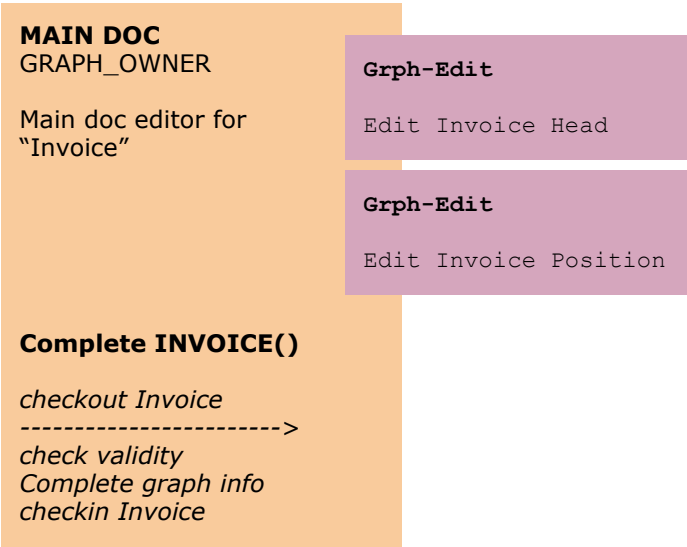 MAIN DOC
GRAPH_OWNER
Main doc editor for
“Invoice”
Grph-Edit
Edit Invoice Head
Grph-Edit
Edit Invoice Position
Complete INVOICE()
checkout Invoice
------------------------>
check validity
Complete graph info
checkin Invoice